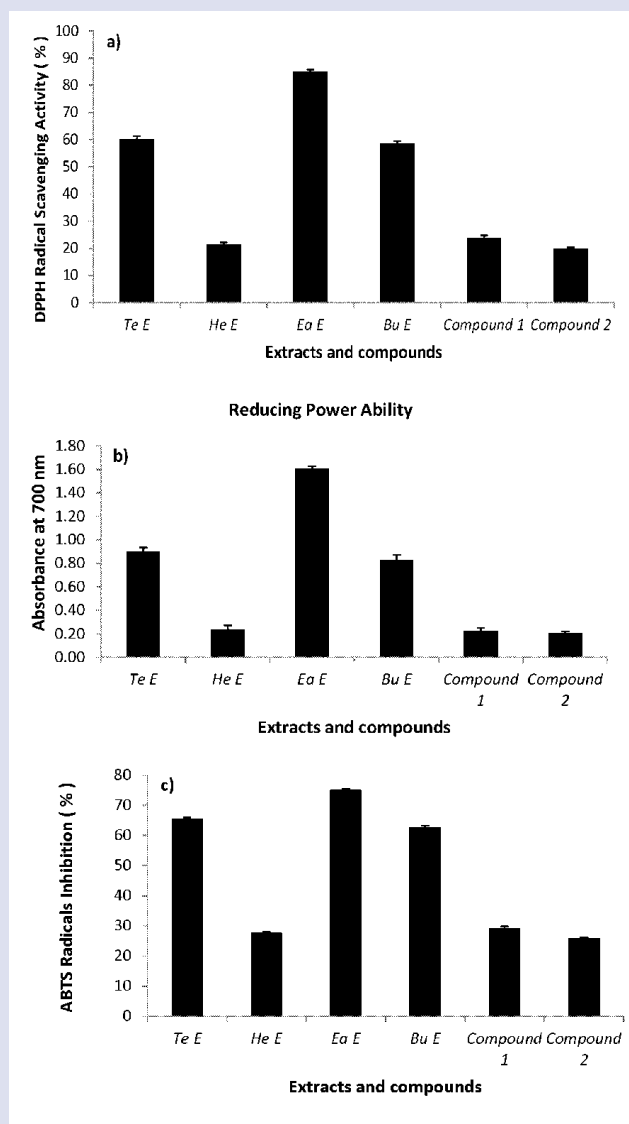 a)
DPPH Radical Scavenging Activity ( % )
100
90
80
70
60
50
40
30
20
10
0
Te E He E Ea E Bu E Compound 1 Compound 2
Extracts and compounds
Reducing Power Ability
b)
Absorbance at 700 nm
1.80
1.60
1.40
1.20
1.00
0.80
0.60
0.40
0.20
0.00
Te E He E Ea E Bu E Compound Compound
1 2
Extracts and compounds
c)
ABTS Radicals Inhibition ( % )
80
70
60
50
40
30
20
10
0
Te E He E Ea E Bu E Compound Compound
1 2
Extracts and compounds